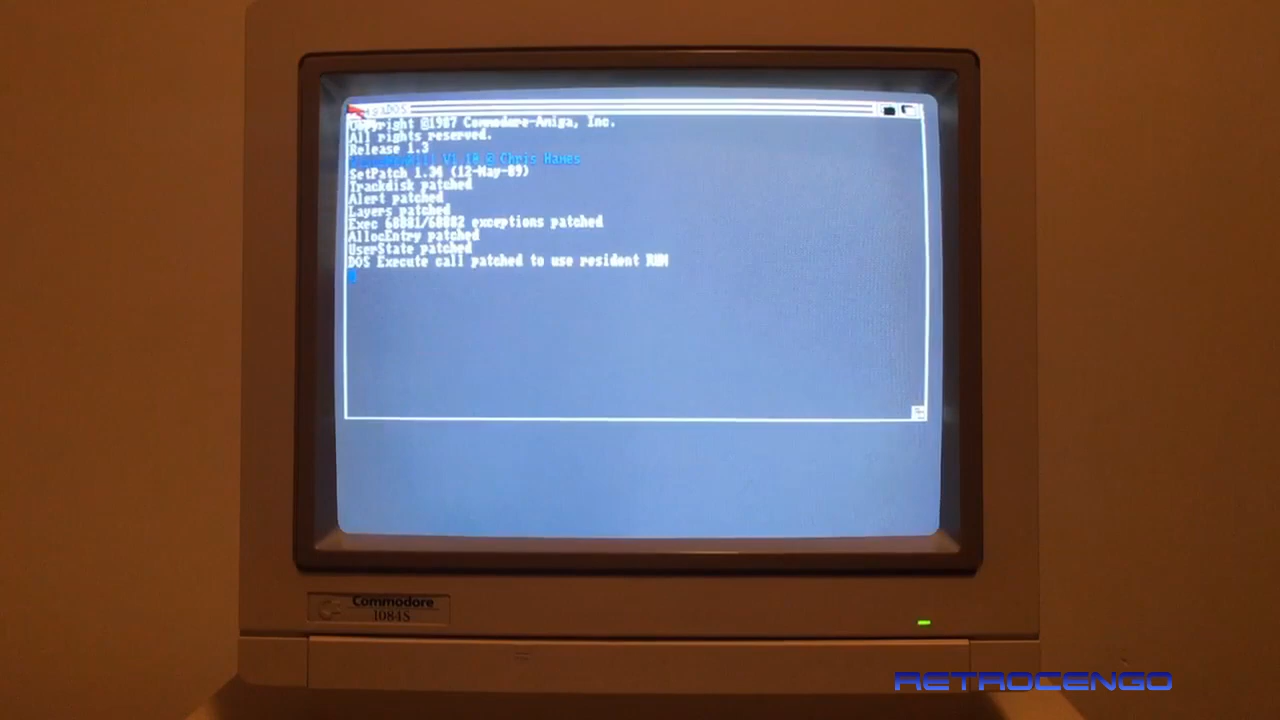 AmigaDOS
Copyright ©1987 Commodore-Amiga, Inc.
All rights reserved.
Release 1.3
V1.10 © Chris Hames
SetPatch 1.34 (12-May-89)
Trackdisk patched
Alert patched
Layers patched
Exec 68881/68882 exceptions patched
AllocEntry patched
UserState patched
DOS Execute call patched to use resident RUN
Commodore
1084S
RETROCENGO